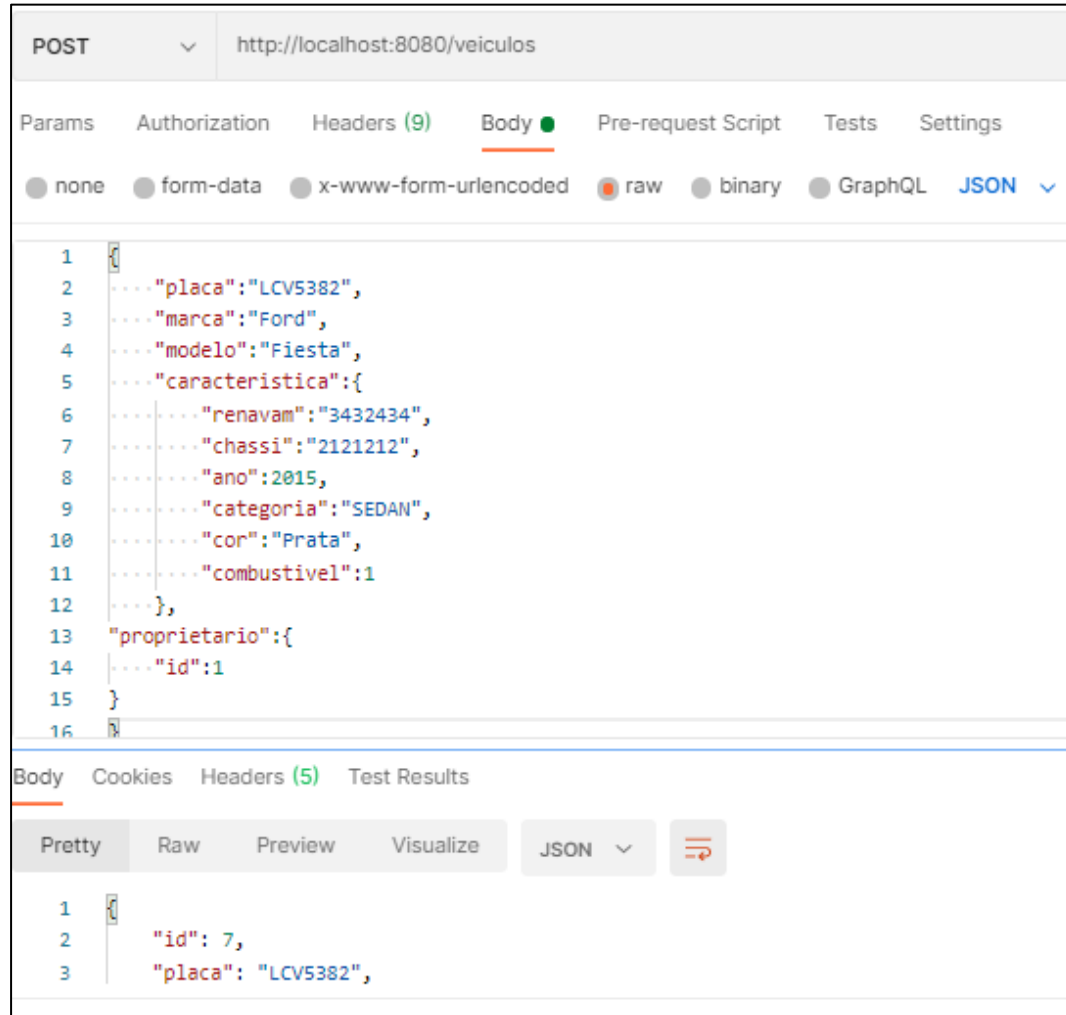 POST http://localhost:8080/veiculos
Params Authorization Headers (9) Body Pre-request Script Tests Settings
none form-data x-www-form-urlencoded raw binary GraphQL JSON
1 {
2 "placa":"LCV5382",
3 "marca":"Ford",
4 "modelo":"Fiesta",
5 "caracteristica":{
6 "renavam":"3432434",
7 "chassi":"2121212",
8 "ano":2015,
9 "categoria":"SEDAN",
10 "cor":"Prata",
11 "combustivel":1
12 },
13 "proprietario":{
14 "id":1
15 }
16 }
Body Cookies Headers (5) Test Results
Pretty Raw Preview Visualize JSON
1 {
2 "id": 7,
3 "placa": "LCV5382",